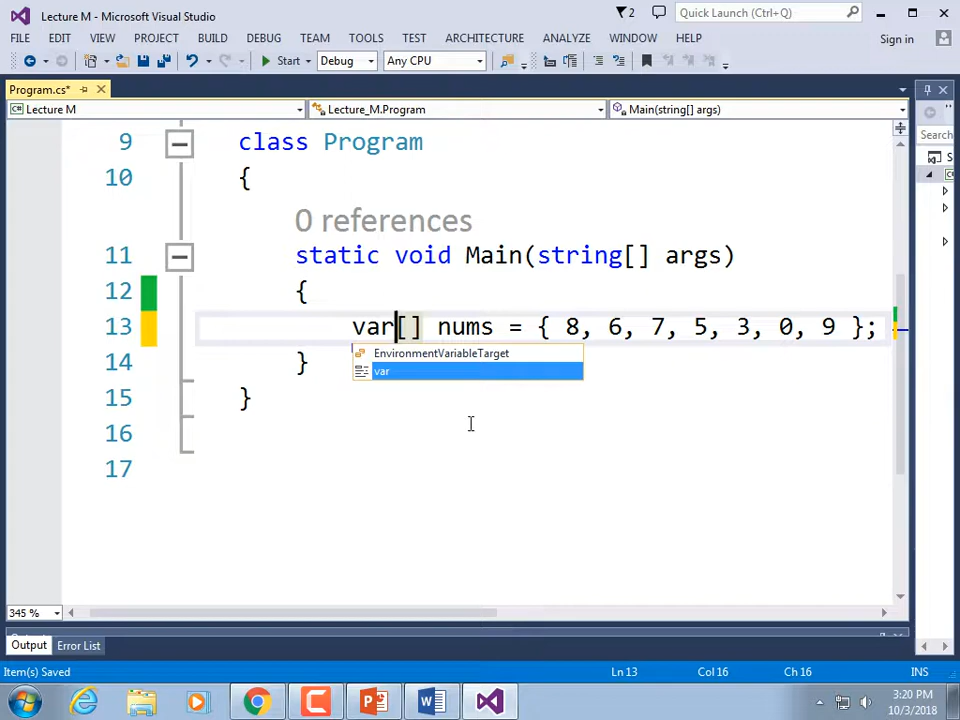 Lecture M - Microsoft Visual Studio
2
Quick Launch (Ctrl+Q)
FILE EDIT VIEW PROJECT BUILD DEBUG TEAM TOOLS TEST ARCHITECTURE ANALYZE WINDOW HELP Sign in
Start Debug Any CPU
Program.cs*
Lecture M Lecture_M.Program Main(string[] args)
Search
9 class Program
10 {
0 references
11 static void Main(string[] args)
12 {
13 var[] nums = { 8, 6, 7, 5, 3, 0, 9 };
EnvironmentVariableTarget
var
14 }
15 }
16
17
345 %
Output Error List
Item(s) Saved Ln 13 Col 16 Ch 16 INS
3:20 PM
10/3/2018